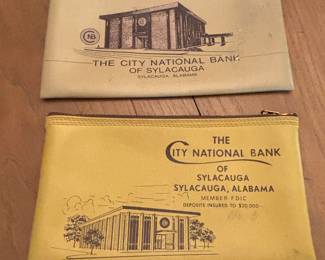 CNB
THE CITY NATIONAL BANK
OF SYLACAUGA
SYLACAUGA, ALABAMA
THE
CITY NATIONAL BANK
OF
SYLACAUGA
SYLACAUGA, ALABAMA
MEMBER FDIC
DEPOSITS INSURED TO $20,000